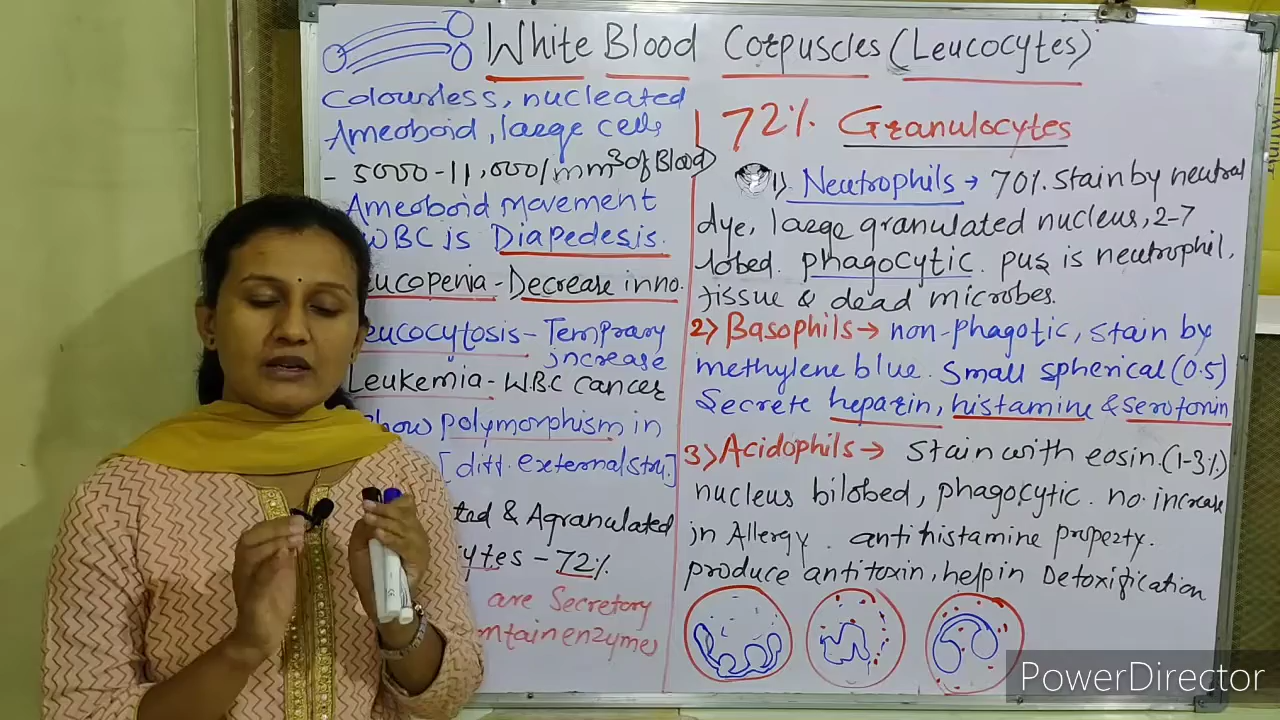 White Blood Corpuscles (Leucocytes)
Colourless, nucleated
Ameoboid, large cells
- 5000-11,000/mm³ of Blood
Ameoboid movement
WBC is Diapedesis.
eucopenia - Decrease in no.
eucocytosis - Temprary
increase
Leukemia - WBC cancer
how polymorphism in
[diff. external stru.]
ted & Agranulated
ytes - 72%
are Secretory
ntain enzymes
72% Granulocytes
1) Neutrophils → 70%. Stain by neutral
dye, large granulated nucleus, 2-7
lobed. phagocytic. pus is neutrophil,
tissue & dead microbes.
2) Basophils → non-phagotic, stain by
methylene blue. Small spherical (0.5)
Secrete heparin, histamine & serotonin
3) Acidophils → Stain with eosin. (1-3%)
nucleus bilobed, phagocytic. no. increase
in Allergy. antihistamine property.
produce antitoxin, help in Detoxification
PowerDirector